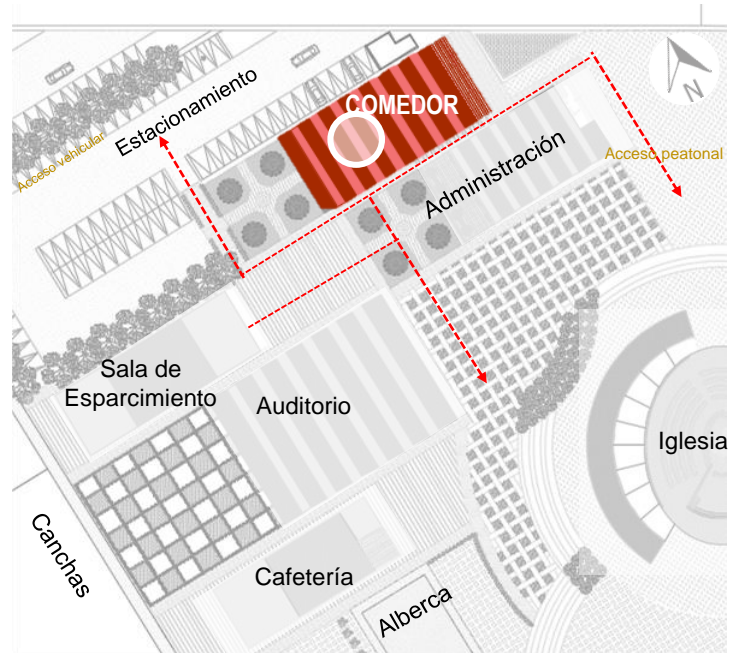 COMEDOR
N
Estacionamiento
Acceso vehicular
Administración
Acceso peatonal
Sala de
Esparcimiento
Auditorio
Iglesia
Canchas
Cafetería
Alberca